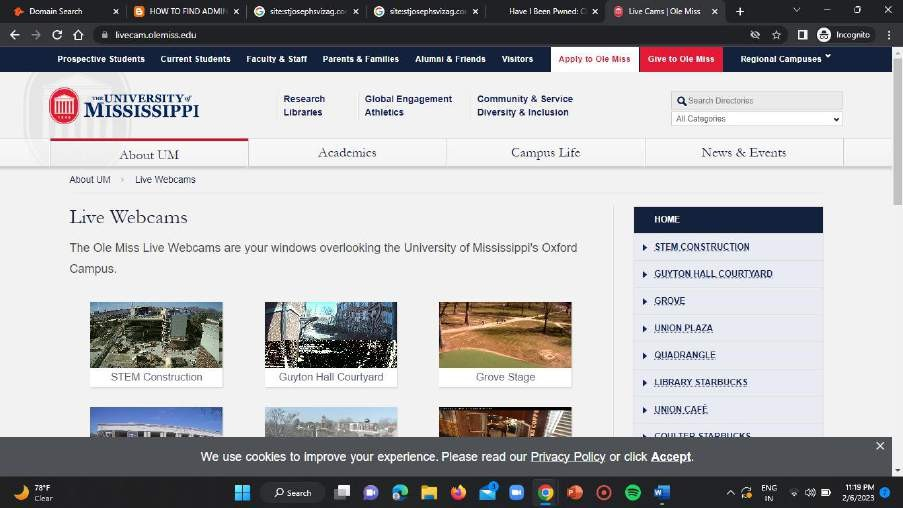 Domain Search
BOG HOW TO FIND ADMIN
site:stjosephsvizag.co
site:stjosephsvizag.co
Have I Been Pwned: C
Live Cams | Ole Miss
livecam.olemiss.edu
Incognito
Prospective Students Current Students Faculty & Staff Parents & Families Alumni & Friends Visitors Apply to Ole Miss Give to Ole Miss Regional Campuses
THE UNIVERSITY of
MISSISSIPPI
Research
Libraries
Global Engagement
Athletics
Community & Service
Diversity & Inclusion
Search Directories
All Categories
About UM Academics Campus Life News & Events
About UM › Live Webcams
Live Webcams
The Ole Miss Live Webcams are your windows overlooking the University of Mississippi's Oxford
Campus.
STEM Construction
Guyton Hall Courtyard
Grove Stage
HOME
STEM CONSTRUCTION
GUYTON HALL COURTYARD
GROVE
UNION PLAZA
QUADRANGLE
LIBRARY STARBUCKS
UNION CAFÉ
COULTER STARBUCKS
We use cookies to improve your experience. Please read our Privacy Policy or click Accept.
78°F
Clear
Search
ENG
IN
11:19 PM
2/6/2023